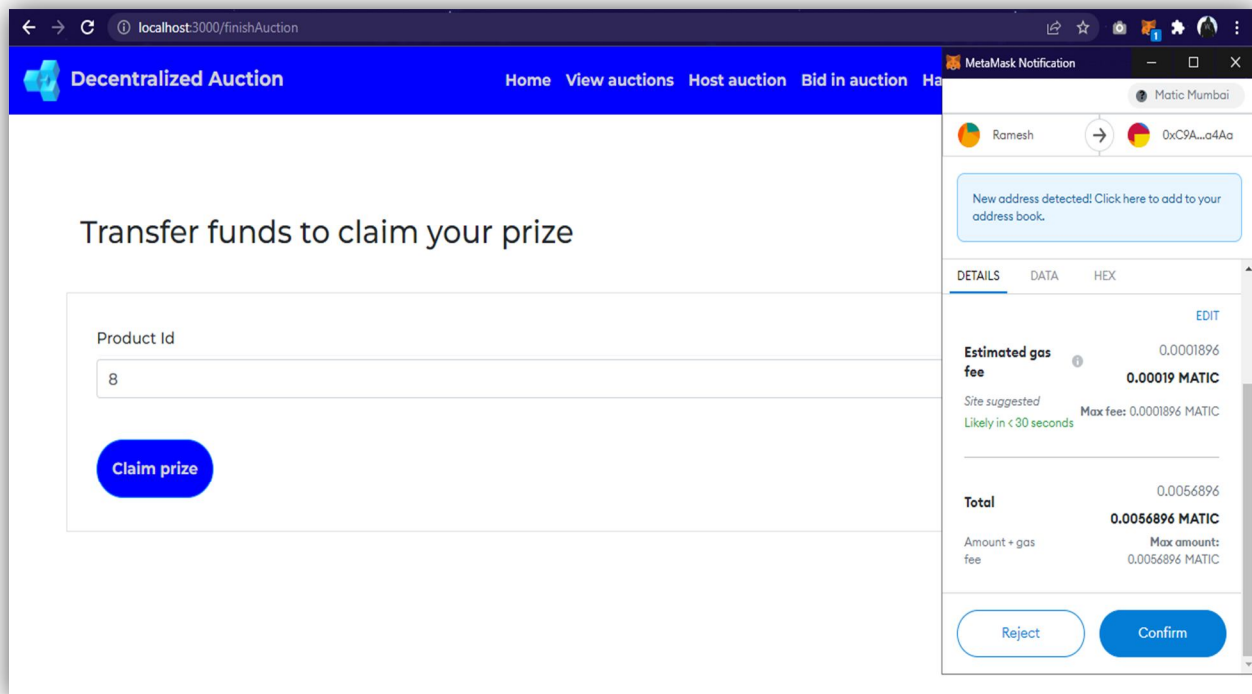 localhost:3000/finishAuction
1
Decentralized Auction
Home View auctions Host auction Bid in auction Ha
Transfer funds to claim your prize
Product Id
8
Claim prize
MetaMask Notification
Matic Mumbai
Ramesh
0xC9A...a4Aa
New address detected! Click here to add to your
address book.
DETAILS DATA HEX
EDIT
Estimated gas
fee
0.0001896
0.00019 MATIC
Site suggested
Likely in < 30 seconds
Max fee: 0.0001896 MATIC
Total
0.0056896
0.0056896 MATIC
Amount + gas
fee
Max amount:
0.0056896 MATIC
Reject
Confirm